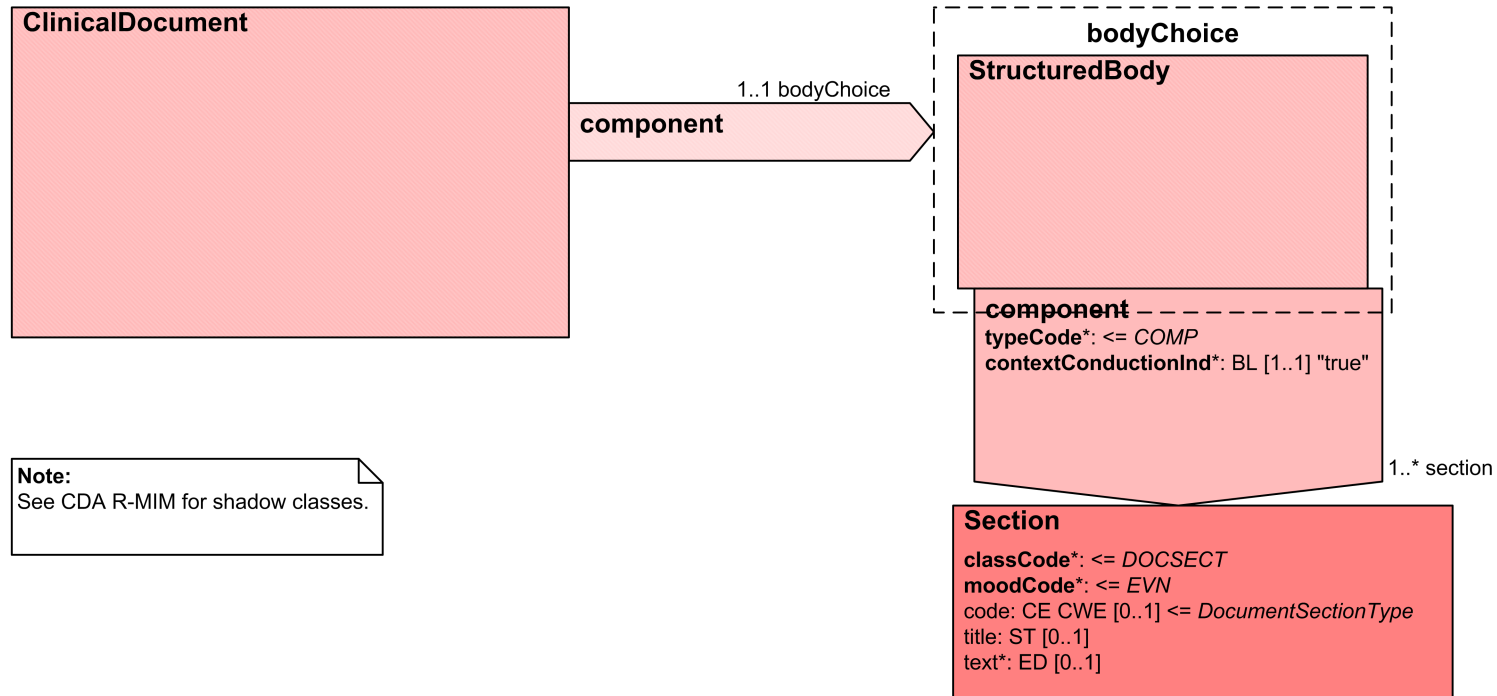 ClinicalDocument
1..1 bodyChoice
component
bodyChoice
StructuredBody
component
typeCode*: <= COMP
contextConductionInd*: BL [1..1] "true"
1..* section
Section
classCode*: <= DOCSECT
moodCode*: <= EVN
code: CE CWE [0..1] <= DocumentSectionType
title: ST [0..1]
text*: ED [0..1]
Note:
See CDA R-MIM for shadow classes.